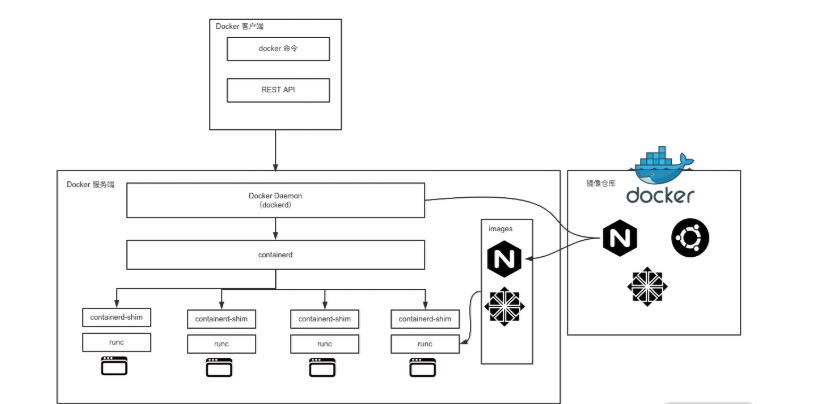 Docker 客户端
docker 命令
REST API
Docker 服务端
Docker Daemon
(dockerd)
containerd
containerd-shim
containerd-shim
containerd-shim
containerd-shim
runc
runc
runc
runc
images
N
镜像仓库
docker
N